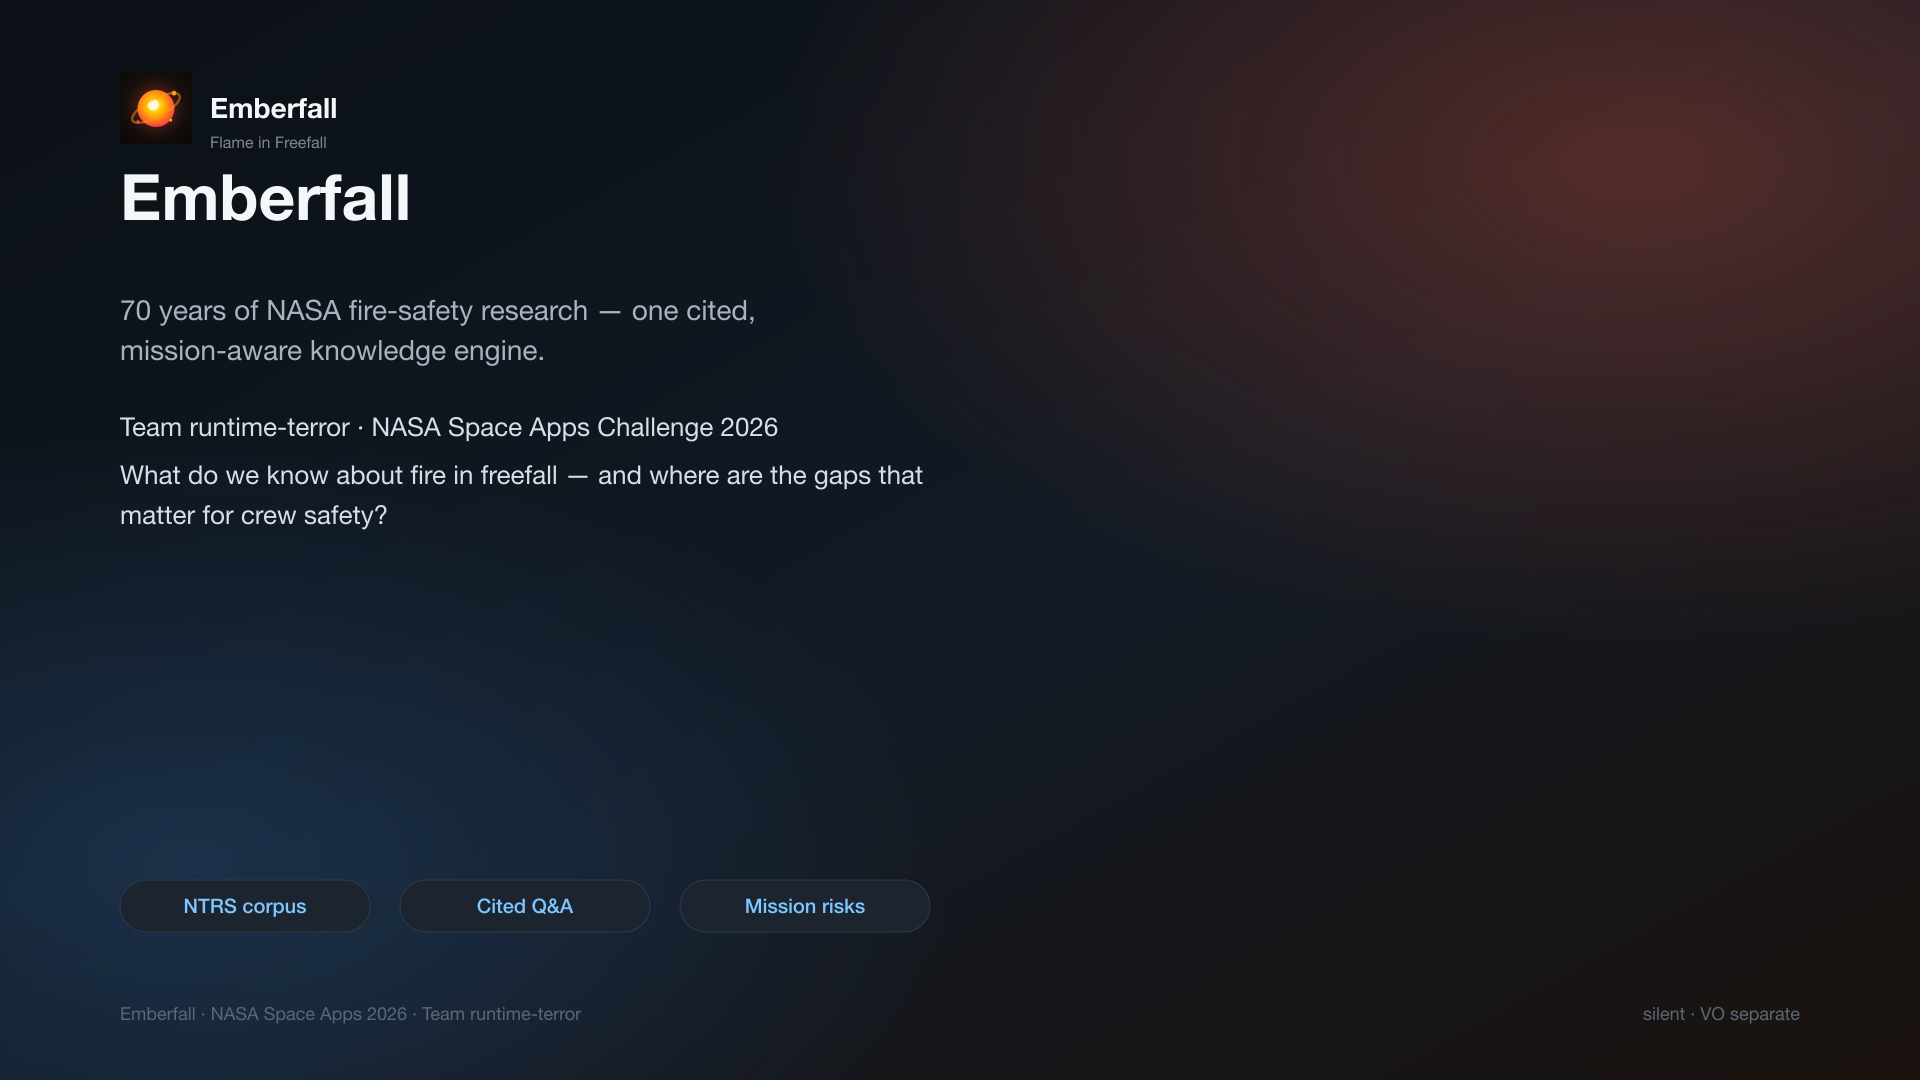 Emberfall
Flame in Freefall
Emberfall
70 years of NASA fire-safety research — one cited,
mission-aware knowledge engine.
Team runtime-terror · NASA Space Apps Challenge 2026
What do we know about fire in freefall — and where are the gaps that
matter for crew safety?
NTRS corpus
Cited Q&A
Mission risks
Emberfall · NASA Space Apps 2026 · Team runtime-terror
silent · VO separate